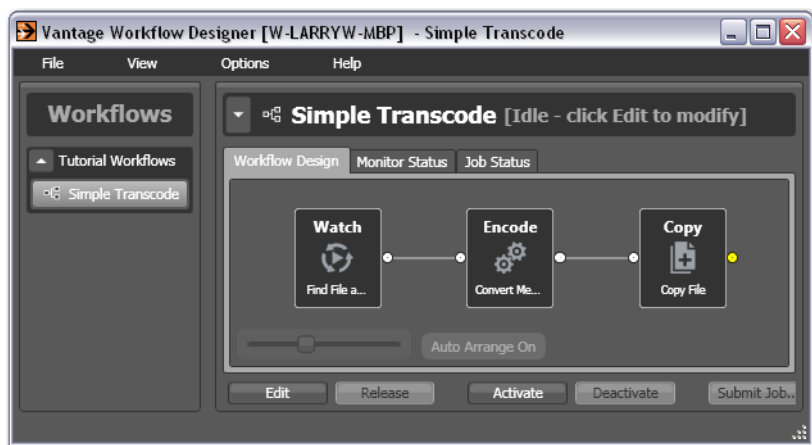 Vantage Workflow Designer [W-LARRYW-MBP] - Simple Transcode
File View Options Help
Workflows
Tutorial Workflows
Simple Transcode
Simple Transcode [Idle - click Edit to modify]
Workflow Design Monitor Status Job Status
Watch Encode Copy
Find File a... Convert Me... Copy File
Auto Arrange On
Edit Release Activate Deactivate Submit Job..